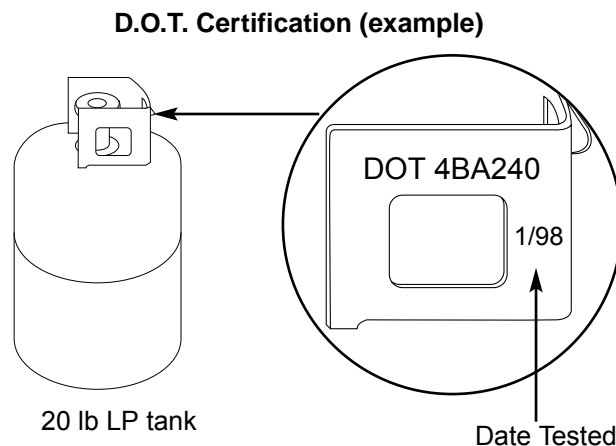 D.O.T. Certification (example)
DOT 4BA240
1/98
20 lb LP tank
Date Tested